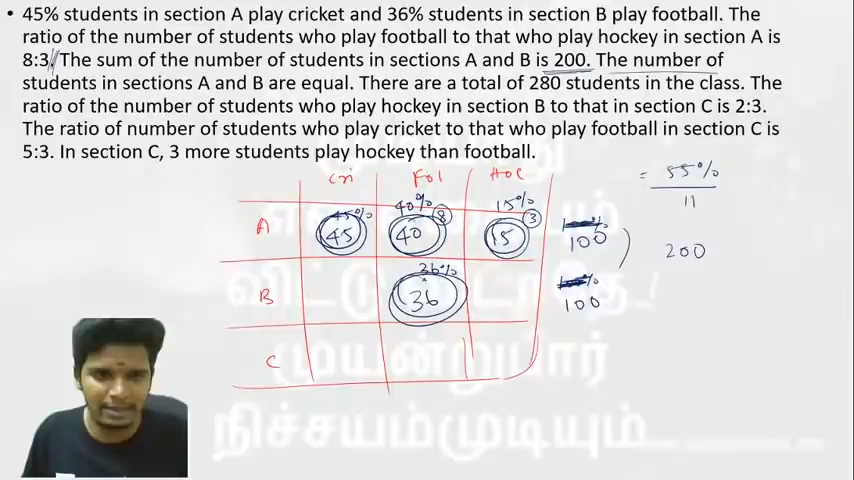 • 45% students in section A play cricket and 36% students in section B play football. The
ratio of the number of students who play football to that who play hockey in section A is
8:3. The sum of the number of students in sections A and B is 200. The number of
students in sections A and B are equal. There are a total of 280 students in the class. The
ratio of the number of students who play hockey in section B to that in section C is 2:3.
The ratio of number of students who play cricket to that who play football in section C is
5:3. In section C, 3 more students play hockey than football.
Cri Fol Hoc
= 55%
11
45% 40% 15%
8 3
A 45 40 15 100
200
36%
B 36 100
C
விட்டு
முயன்றுபார்
நிச்சயம்முடியும்